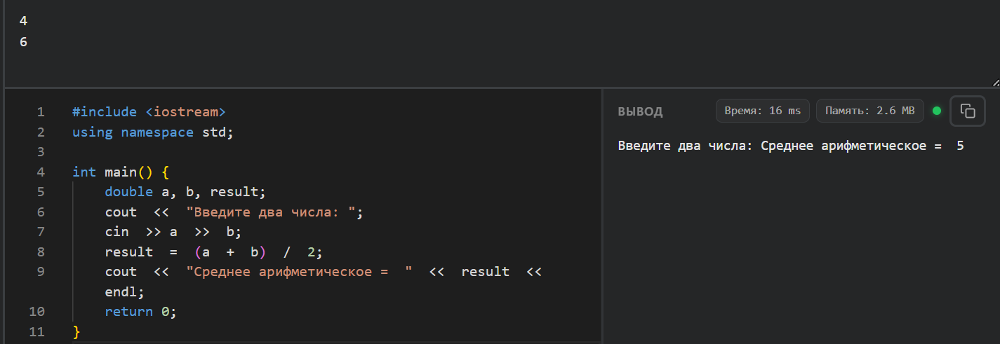 4
6
1 #include <iostream>
2 using namespace std;
3
4 int main() {
5     double a, b, result;
6     cout  <<  "Введите два числа: ";
7     cin  >> a  >>  b;
8     result  =  (a  +  b)  /  2;
9     cout  <<  "Среднее арифметическое =  "  <<  result  <<
    endl;
10     return 0;
11 }
ВЫВОД Время: 16 ms Память: 2.6 MB
Введите два числа: Среднее арифметическое =  5